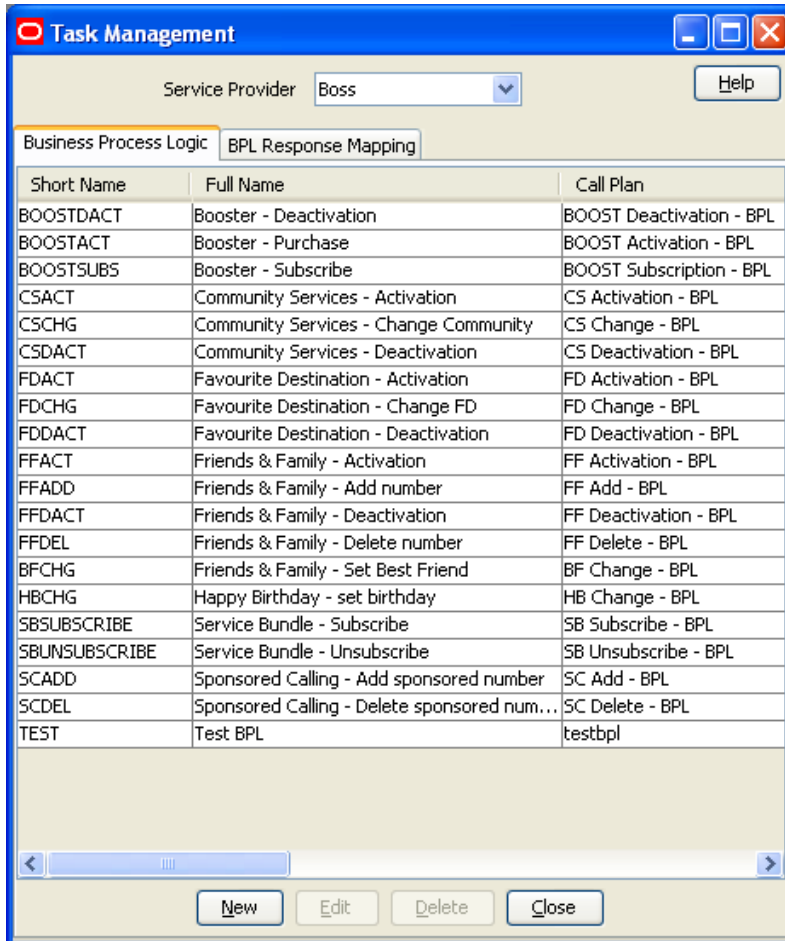 Task Management
Service Provider Boss Help
Business Process Logic BPL Response Mapping
Short Name Full Name Call Plan
BOOSTDACT Booster - Deactivation BOOST Deactivation - BPL
BOOSTACT Booster - Purchase BOOST Activation - BPL
BOOSTSUBS Booster - Subscribe BOOST Subscription - BPL
CSACT Community Services - Activation CS Activation - BPL
CSCHG Community Services - Change Community CS Change - BPL
CSDACT Community Services - Deactivation CS Deactivation - BPL
FDACT Favourite Destination - Activation FD Activation - BPL
FDCHG Favourite Destination - Change FD FD Change - BPL
FDDACT Favourite Destination - Deactivation FD Deactivation - BPL
FFACT Friends & Family - Activation FF Activation - BPL
FFADD Friends & Family - Add number FF Add - BPL
FFDACT Friends & Family - Deactivation FF Deactivation - BPL
FFDEL Friends & Family - Delete number FF Delete - BPL
BFCHG Friends & Family - Set Best Friend BF Change - BPL
HBCHG Happy Birthday - set birthday HB Change - BPL
SBSUBSCRIBE Service Bundle - Subscribe SB Subscribe - BPL
SBUNSUBSCRIBE Service Bundle - Unsubscribe SB Unsubscribe - BPL
SCADD Sponsored Calling - Add sponsored number SC Add - BPL
SCDEL Sponsored Calling - Delete sponsored num... SC Delete - BPL
TEST Test BPL testbpl
New Edit Delete Close